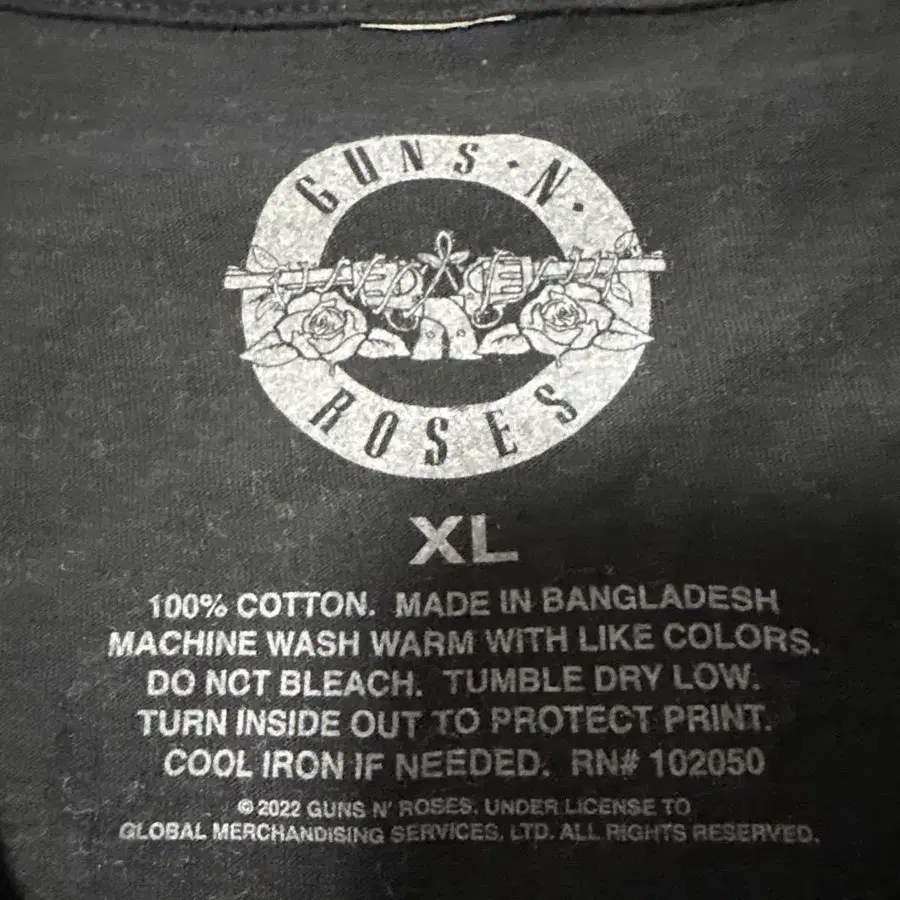 GUNS · N ·
ROSES
XL
100% COTTON. MADE IN BANGLADESH
MACHINE WASH WARM WITH LIKE COLORS.
DO NOT BLEACH. TUMBLE DRY LOW.
TURN INSIDE OUT TO PROTECT PRINT.
COOL IRON IF NEEDED. RN# 102050
© 2022 GUNS N' ROSES. UNDER LICENSE TO
GLOBAL MERCHANDISING SERVICES, LTD. ALL RIGHTS RESERVED.